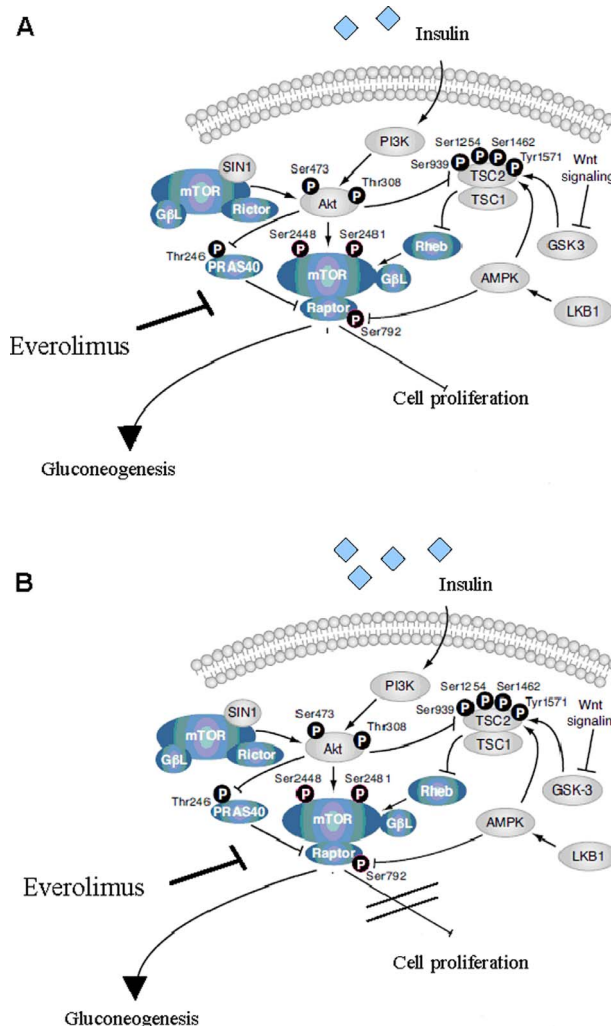 A
Insulin
PI3K
Ser1254
Ser1462
Ser939
Tyr1571
P
P
P
P
TSC2
TSC1
Wnt
signaling
SIN1
mTOR
GβL
Rictor
Ser473
P
Thr308
P
Akt
Thr246
P
PRAS40
Ser2448
Ser2481
P
P
mTOR
GβL
Rheb
GSK3
AMPK
LKB1
Raptor
P
Ser792
Everolimus
Cell proliferation
Gluconeogenesis
B
Insulin
PI3K
Ser1254
Ser1462
Ser939
Tyr1571
P
P
P
P
TSC2
TSC1
Wnt
signaling
SIN1
mTOR
GβL
Rictor
Ser473
P
Thr308
P
Akt
Thr246
P
PRAS40
Ser2448
Ser2481
P
P
mTOR
GβL
Rheb
GSK-3
AMPK
LKB1
Raptor
P
Ser792
Everolimus
Cell proliferation
Gluconeogenesis